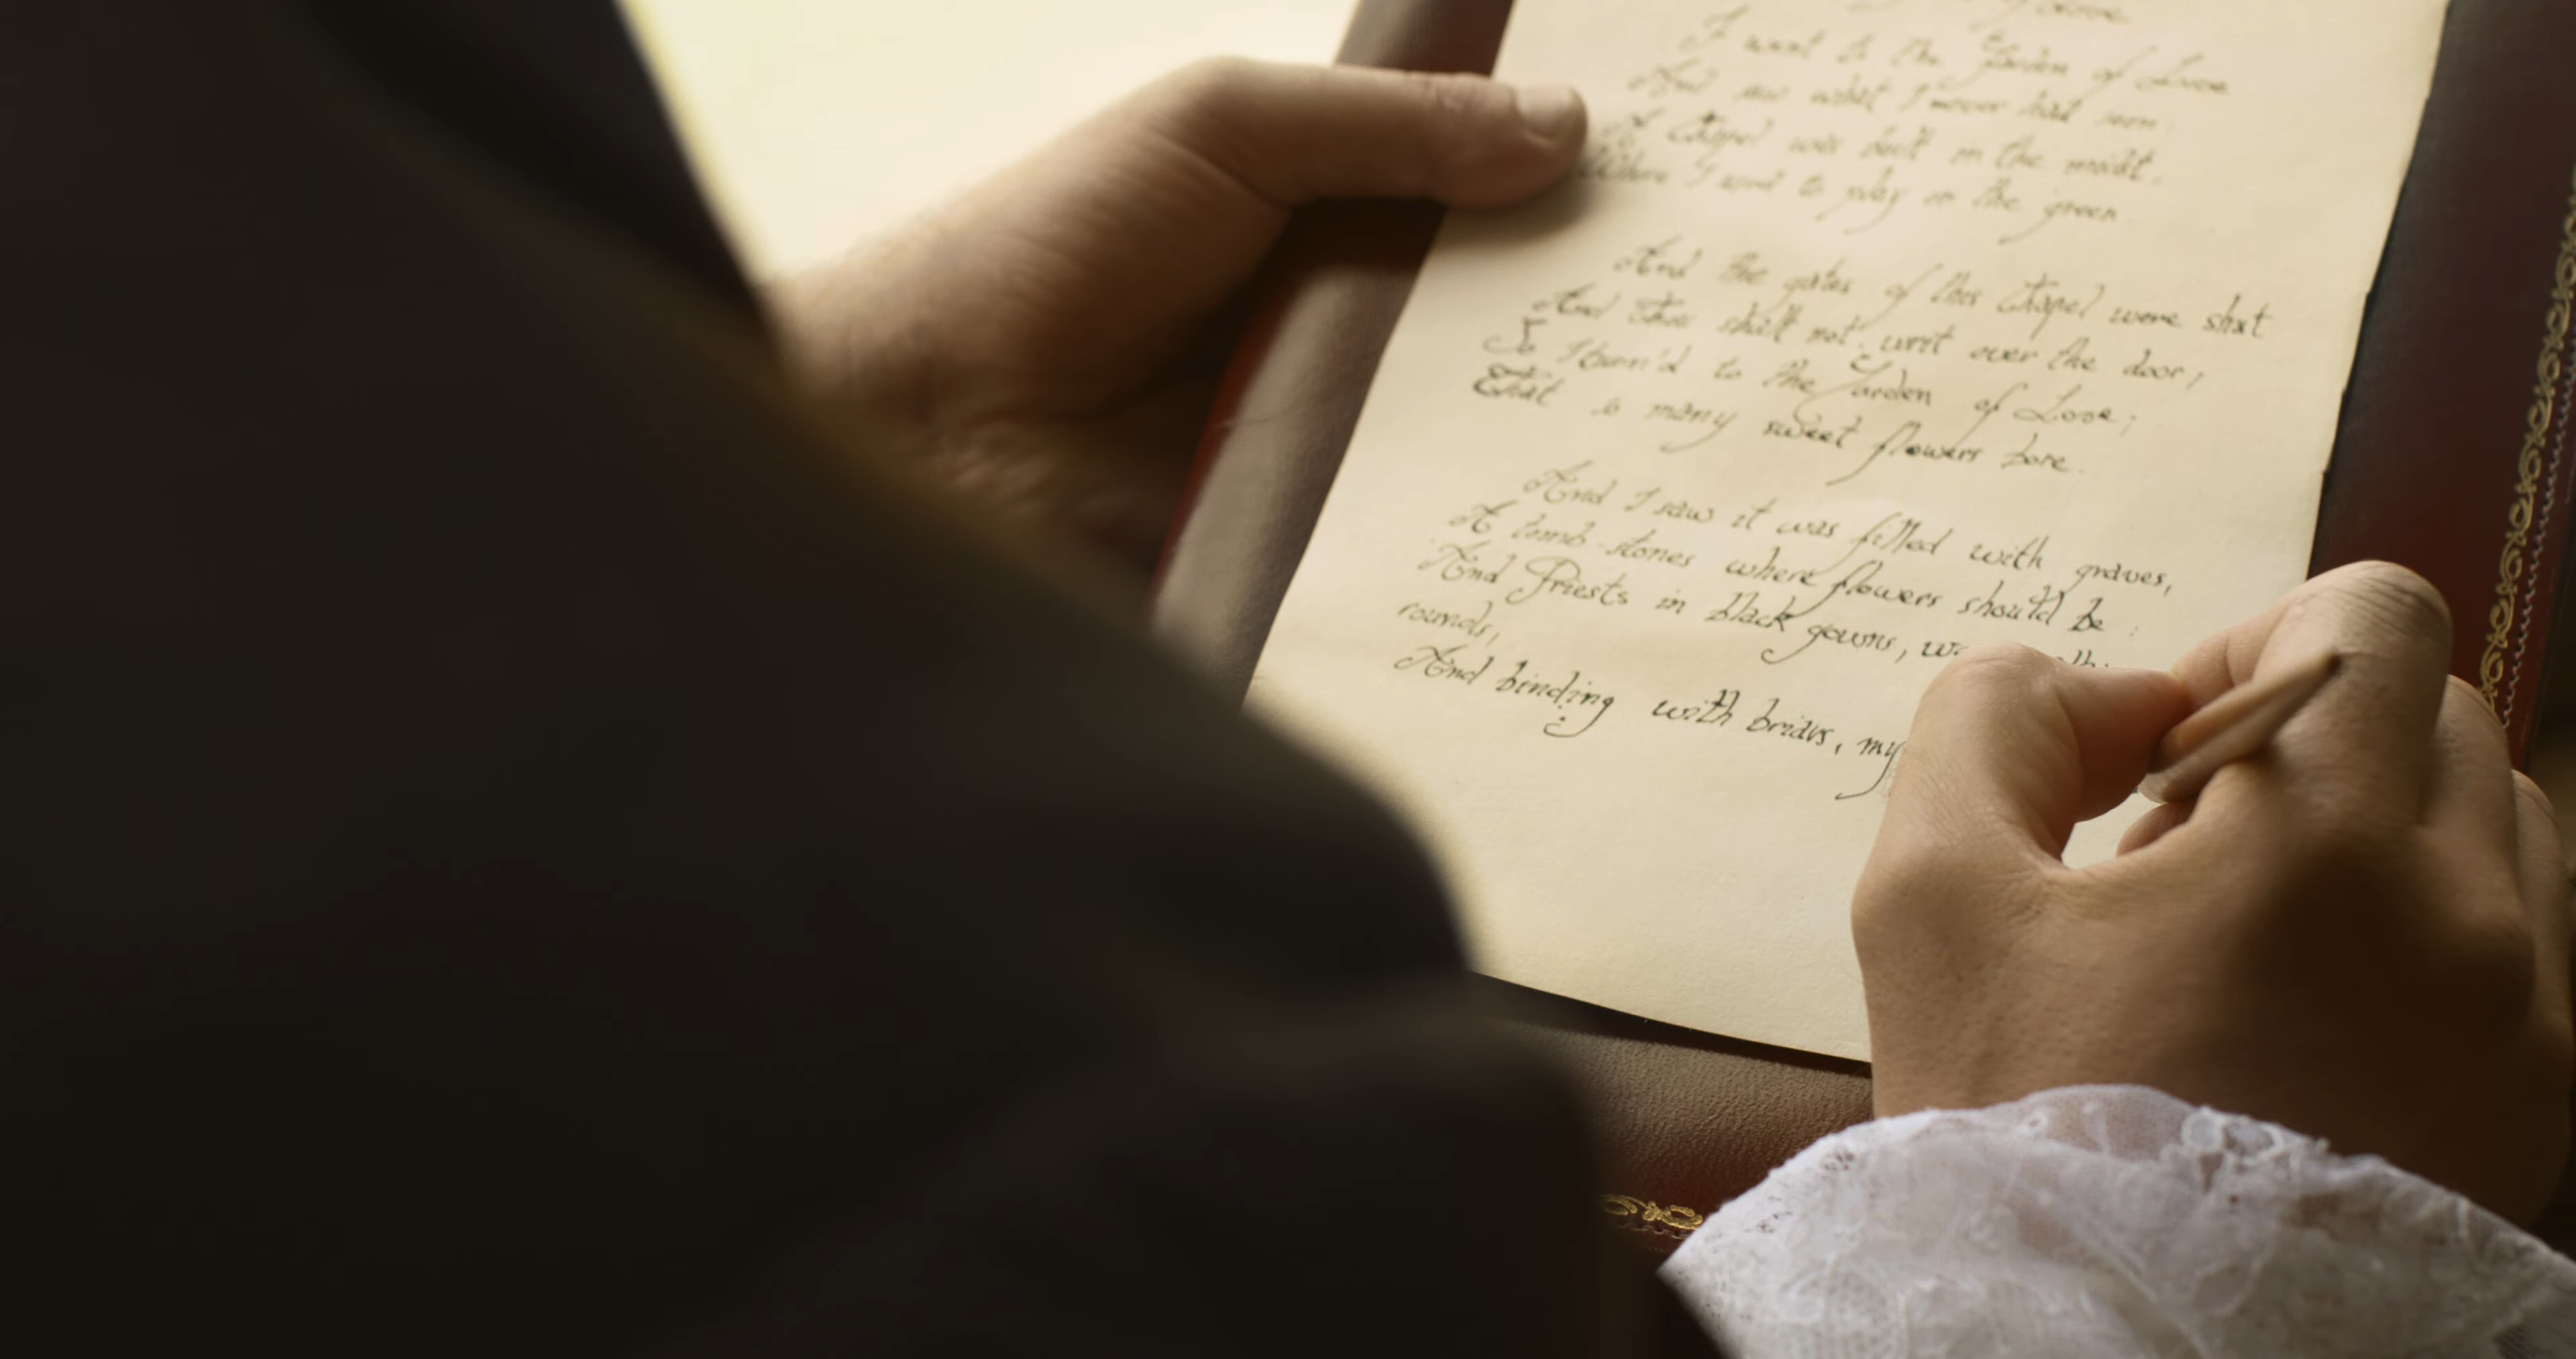 Love
I went to the Garden of Love
And saw what I never had seen:
A Chapel was built in the midst,
Where I used to play on the green
And the gates of this Chapel were shut
And Thou shalt not. writ over the door;
So I turn'd to the Garden of Love;
That so many sweet flowers bore.
And I saw it was filled with graves,
A tomb-stones where flowers should be:
And Priests in black gowns, we
rounds,
And binding with briars, my